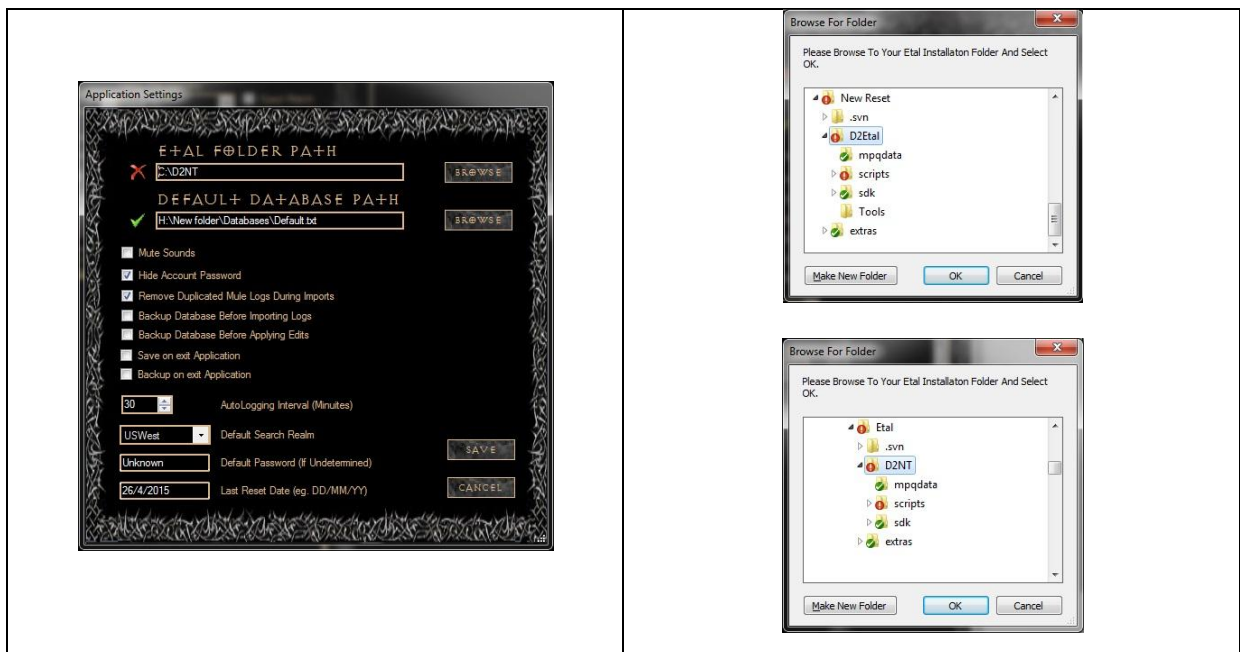 Application Settings
ETAL FOLDER PATH
C:\D2NT
BROWSE
DEFAULT DATABASE PATH
H:\New folder\Databases\Default.txt
BROWSE
Mute Sounds
Hide Account Password
Remove Duplicated Mule Logs During Imports
Backup Database Before Importing Logs
Backup Database Before Applying Edits
Save on exit Application
Backup on exit Application
30 AutoLogging Interval (Minuites)
USWest Default Search Realm
SAVE
Unknown Default Password (If Undetermined)
26/4/2015 Last Reset Date (eg. DD/MM/YY)
CANCEL
Browse For Folder
Please Browse To Your Etal Installaton Folder And Select
OK.
New Reset
.svn
D2Etal
mpqdata
scripts
sdk
Tools
extras
Make New Folder OK Cancel
Browse For Folder
Please Browse To Your Etal Installaton Folder And Select
OK.
Etal
.svn
D2NT
mpqdata
scripts
sdk
extras
Make New Folder OK Cancel